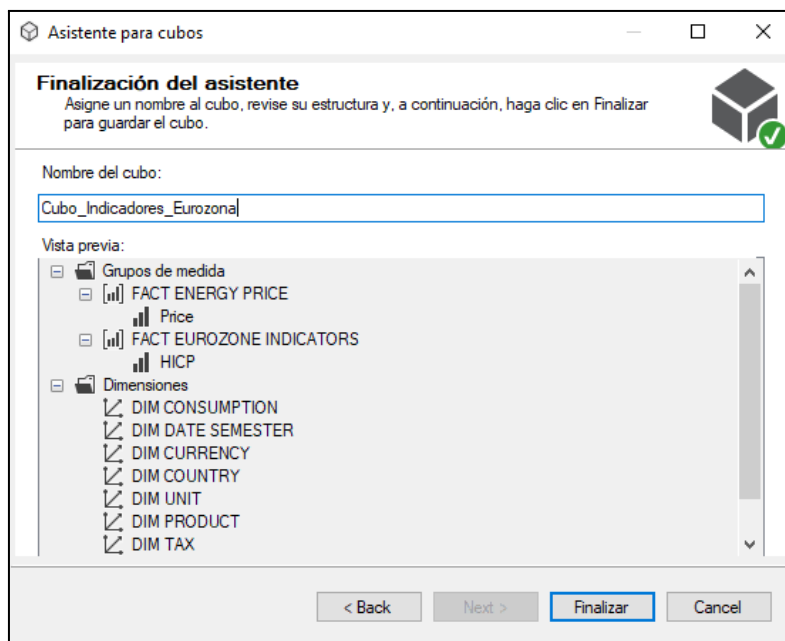 Asistente para cubos
Finalización del asistente
Asigne un nombre al cubo, revise su estructura y, a continuación, haga clic en Finalizar
para guardar el cubo.
Nombre del cubo:
Cubo_Indicadores_Eurozona
Vista previa:
Grupos de medida
FACT ENERGY PRICE
Price
FACT EUROZONE INDICATORS
HICP
Dimensiones
DIM CONSUMPTION
DIM DATE SEMESTER
DIM CURRENCY
DIM COUNTRY
DIM UNIT
DIM PRODUCT
DIM TAX
< Back Next > Finalizar Cancel